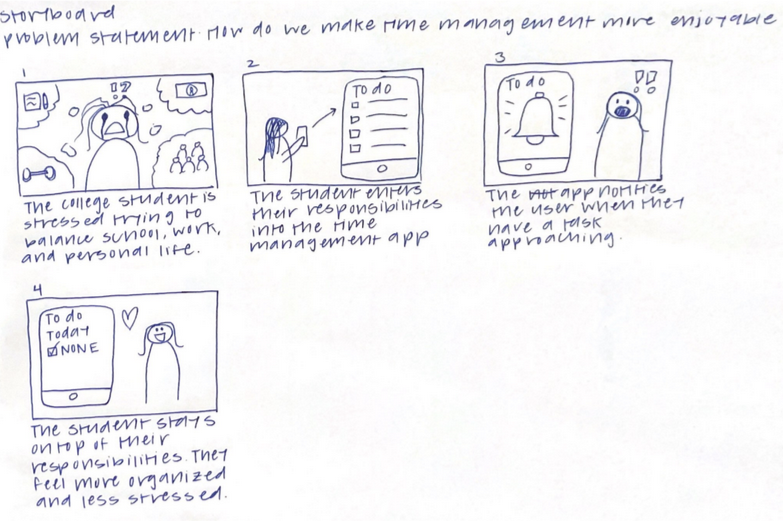 Storyboard
problem statement: How do we make time management more enjoyable
1
!?
The college student is
stressed trying to
balance school, work,
and personal life.
2
To do
The student enters
their responsibilities
into the time
management app
3
To do
!!
The app notifies
the user when they
have a task
approaching.
4
To do
Today
NONE
The student stays
on top of their
responsibilities. They
feel more organized
and less stressed.